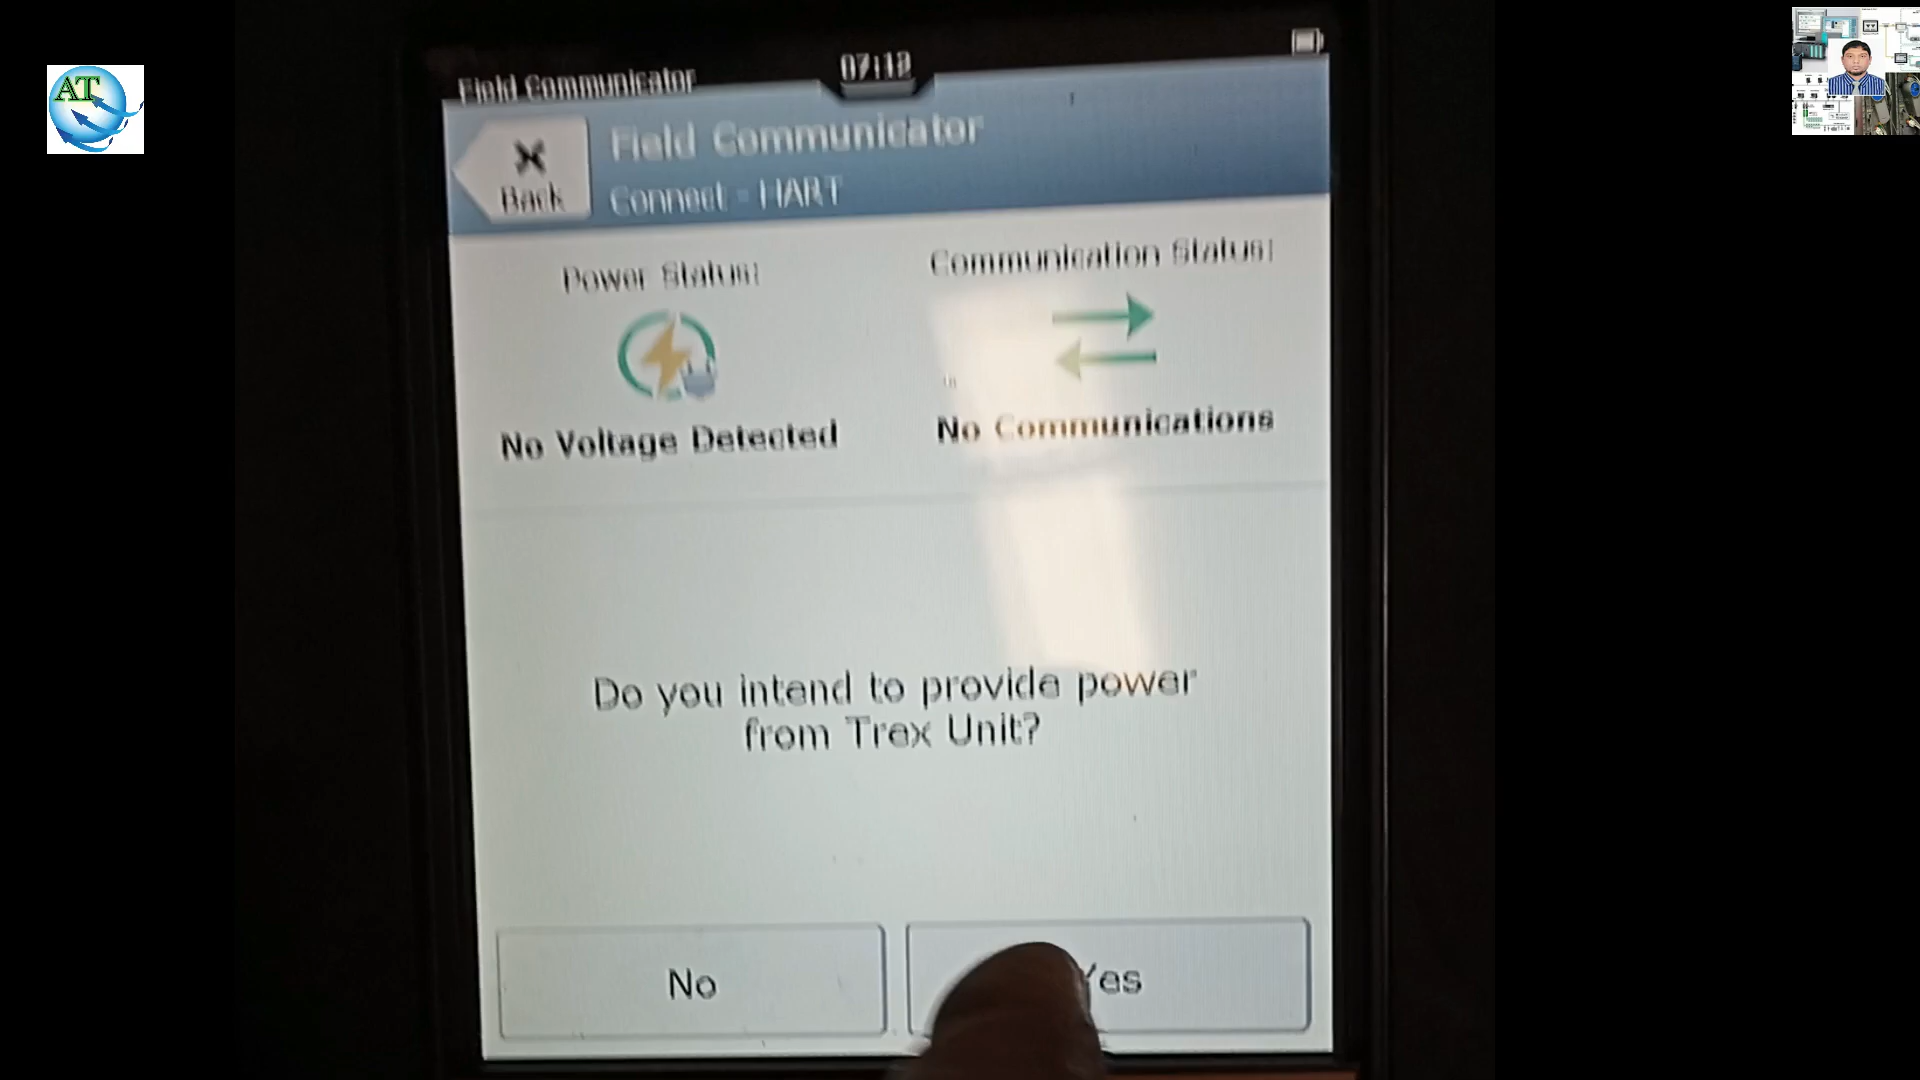 AT
Field Communicator
07:12
Back
Field Communicator
Connect - HART
Power Status:
Communication Status:
No Voltage Detected
No Communications
Do you intend to provide power
from Trex Unit?
No
Yes